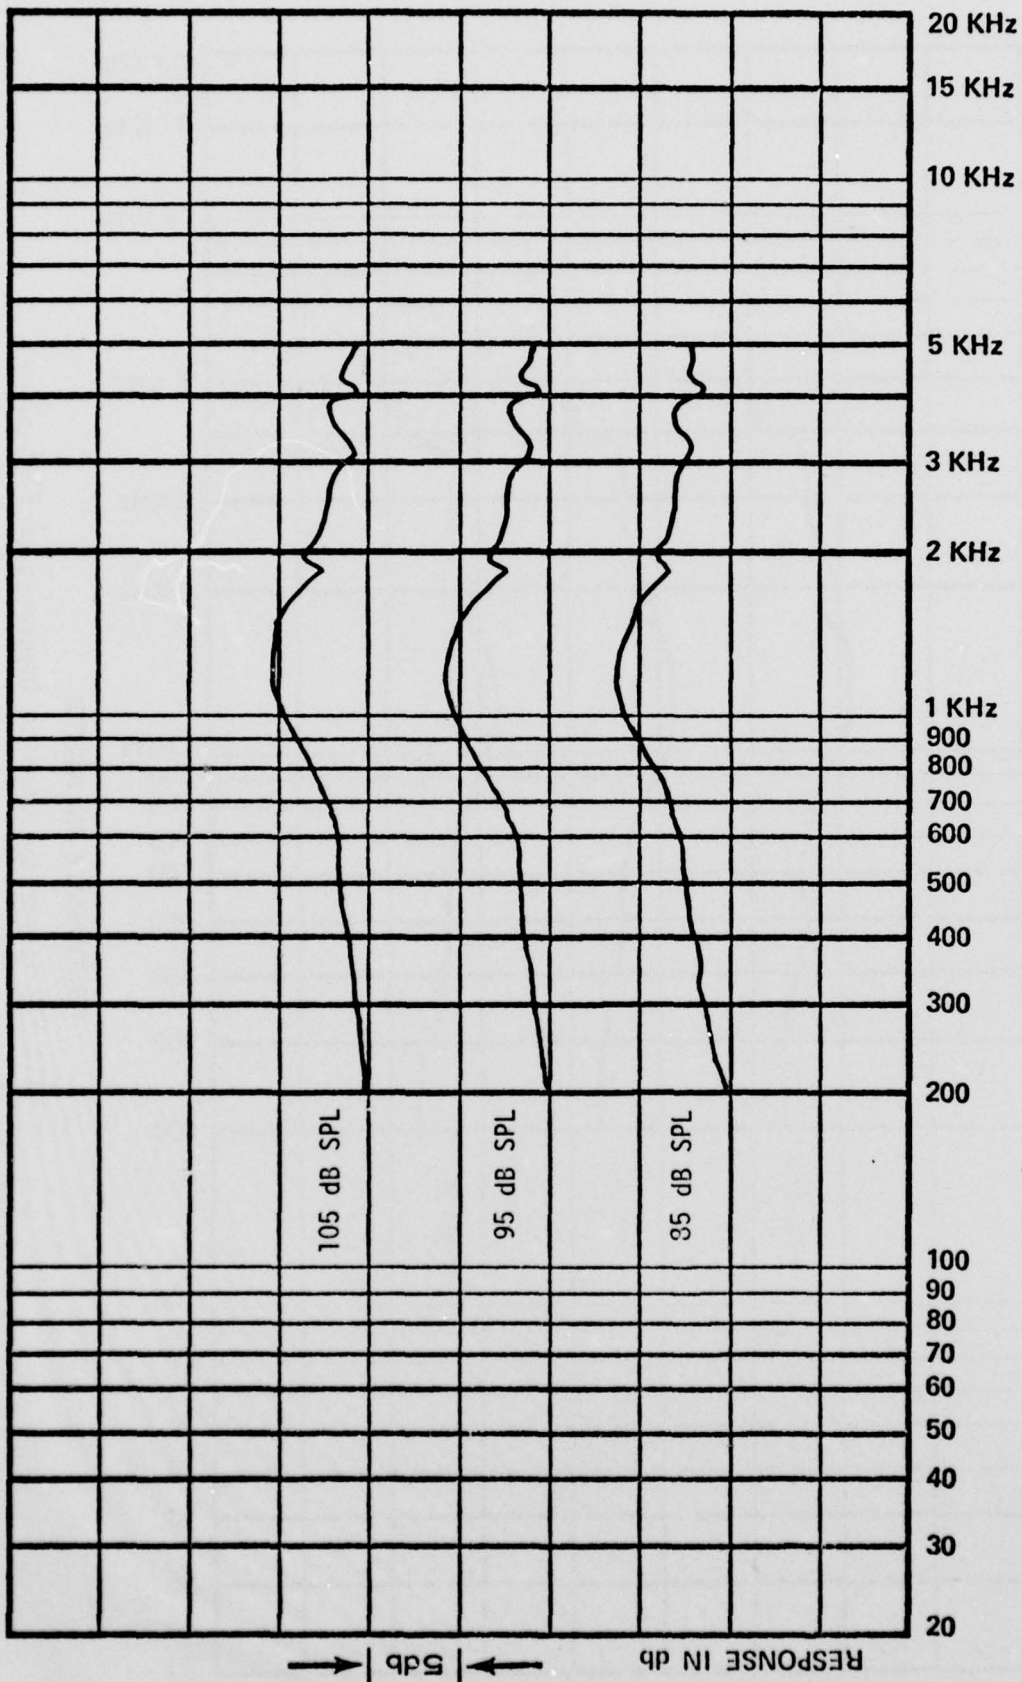 20 KHz
15 KHz
10 KHz
5 KHz
3 KHz
2 KHz
1 KHz
900
800
700
600
500
400
300
200
100
90
80
70
60
50
40
30
20
105 dB SPL
95 dB SPL
85 dB SPL
5db
RESPONSE IN db